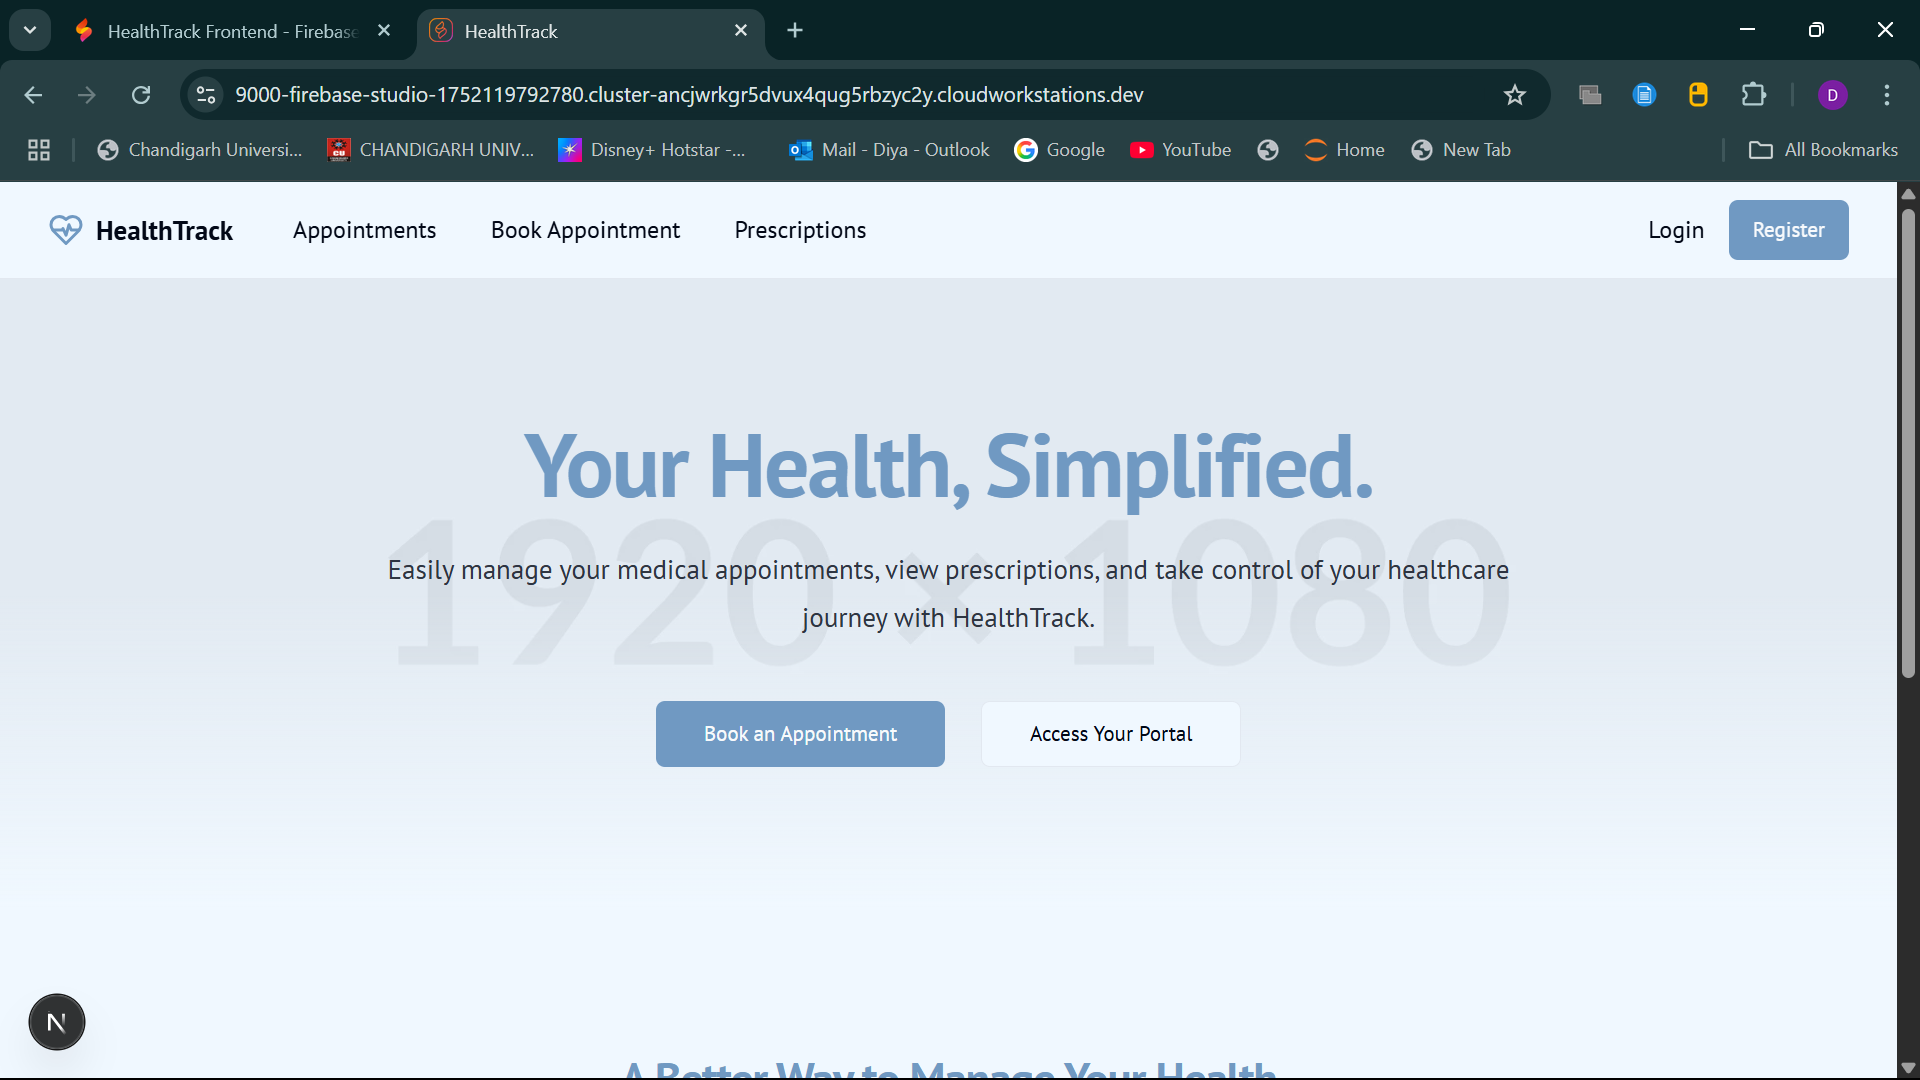 HealthTrack Frontend - Firebase
HealthTrack
9000-firebase-studio-1752119792780.cluster-ancjwrkgr5dvux4qug5rbzyc2y.cloudworkstations.dev
D
Chandigarh Universi...
CHANDIGARH UNIV...
Disney+ Hotstar -...
Mail - Diya - Outlook
Google
YouTube
Home
New Tab
All Bookmarks
HealthTrack
Appointments
Book Appointment
Prescriptions
Login
Register
Your Health, Simplified.
1920 × 1080
Easily manage your medical appointments, view prescriptions, and take control of your healthcare
journey with HealthTrack.
Book an Appointment
Access Your Portal
N
A Better Way to Manage Your Health